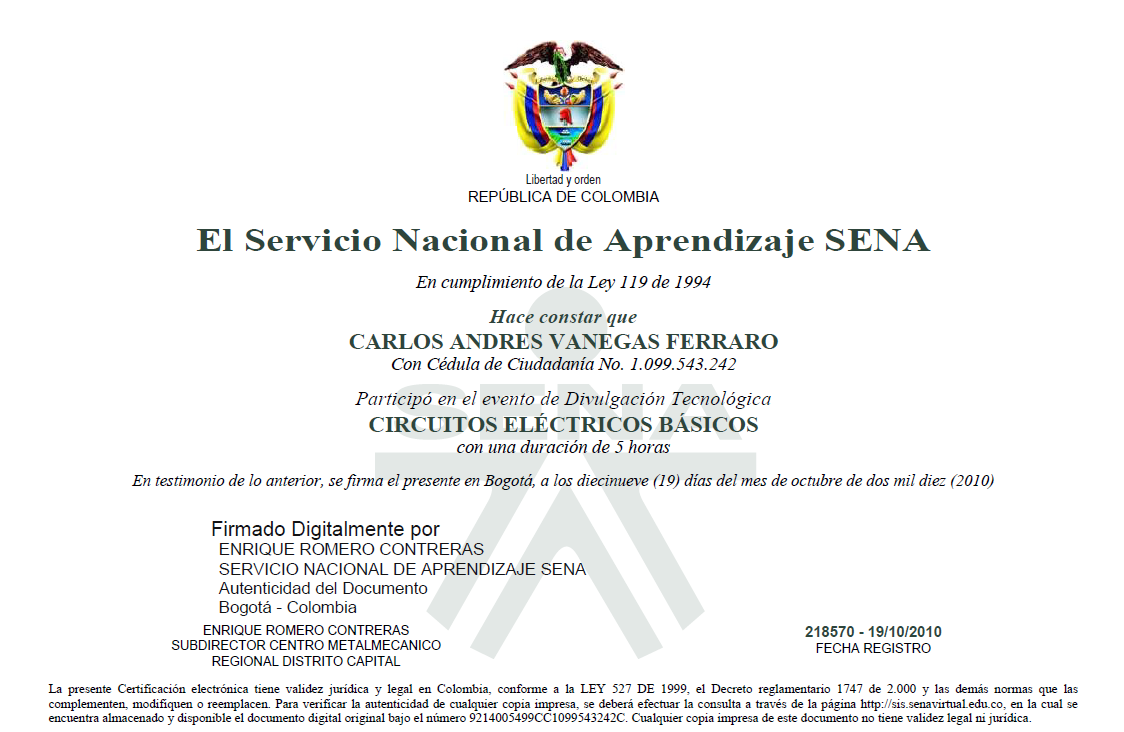 Libertad y orden
REPÚBLICA DE COLOMBIA
El Servicio Nacional de Aprendizaje SENA
En cumplimiento de la Ley 119 de 1994
Hace constar que
CARLOS ANDRES VANEGAS FERRARO
Con Cédula de Ciudadanía No. 1.099.543.242
SENA
Participó en el evento de Divulgación Tecnológica
CIRCUITOS ELÉCTRICOS BÁSICOS
con una duración de 5 horas
En testimonio de lo anterior, se firma el presente en Bogotá, a los diecinueve (19) días del mes de octubre de dos mil diez (2010)
Firmado Digitalmente por
ENRIQUE ROMERO CONTRERAS
SERVICIO NACIONAL DE APRENDIZAJE SENA
Autenticidad del Documento
Bogotá - Colombia
ENRIQUE ROMERO CONTRERAS
SUBDIRECTOR CENTRO METALMECANICO
REGIONAL DISTRITO CAPITAL
218570 - 19/10/2010
FECHA REGISTRO
La presente Certificación electrónica tiene validez jurídica y legal en Colombia, conforme a la LEY 527 DE 1999, el Decreto reglamentario 1747 de 2.000 y las demás normas que las
complementen, modifiquen o reemplacen. Para verificar la autenticidad de cualquier copia impresa, se deberá efectuar la consulta a través de la página http://sis.senavirtual.edu.co, en la cual se
encuentra almacenado y disponible el documento digital original bajo el número 9214005499CC1099543242C. Cualquier copia impresa de este documento no tiene validez legal ni jurídica.